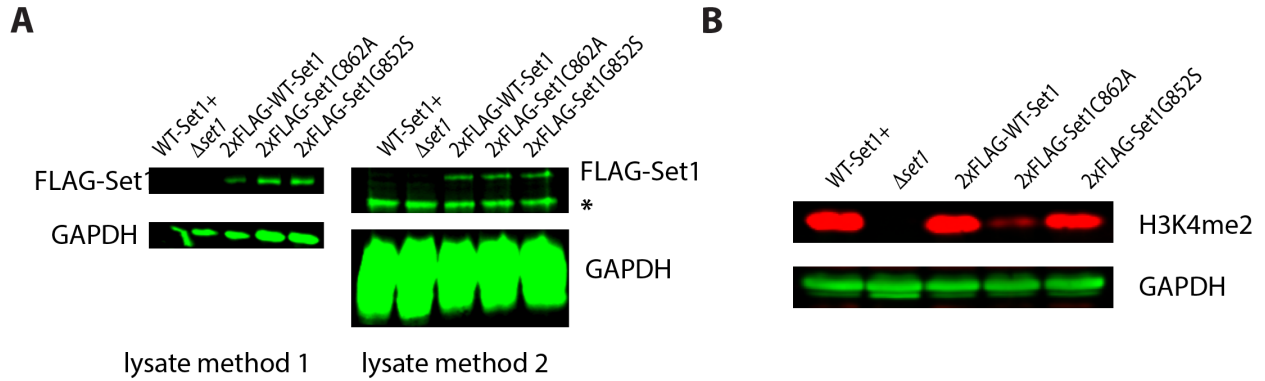 A
WT-Set1+
Δset1
2xFLAG-WT-Set1
2xFLAG-Set1C862A
2xFLAG-Set1G852S
FLAG-Set1
GAPDH
lysate method 1
WT-Set1+
Δset1
2xFLAG-WT-Set1
2xFLAG-Set1C862A
2xFLAG-Set1G852S
FLAG-Set1
*
GAPDH
lysate method 2
B
WT-Set1+
Δset1
2xFLAG-WT-Set1
2xFLAG-Set1C862A
2xFLAG-Set1G852S
H3K4me2
GAPDH